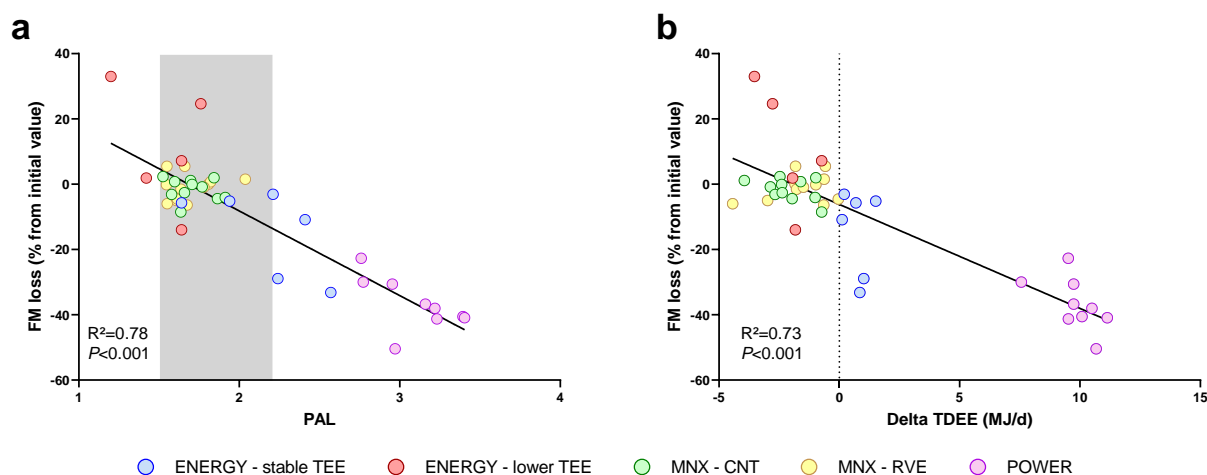 a
FM loss (% from initial value)
40
20
0
-20
-40
-60
R²=0.78
P<0.001
1
2
3
4
PAL
b
FM loss (% from initial value)
40
20
0
-20
-40
-60
R²=0.73
P<0.001
-5
0
5
10
15
Delta TDEE (MJ/d)
ENERGY - stable TEE
ENERGY - lower TEE
MNX - CNT
MNX - RVE
POWER